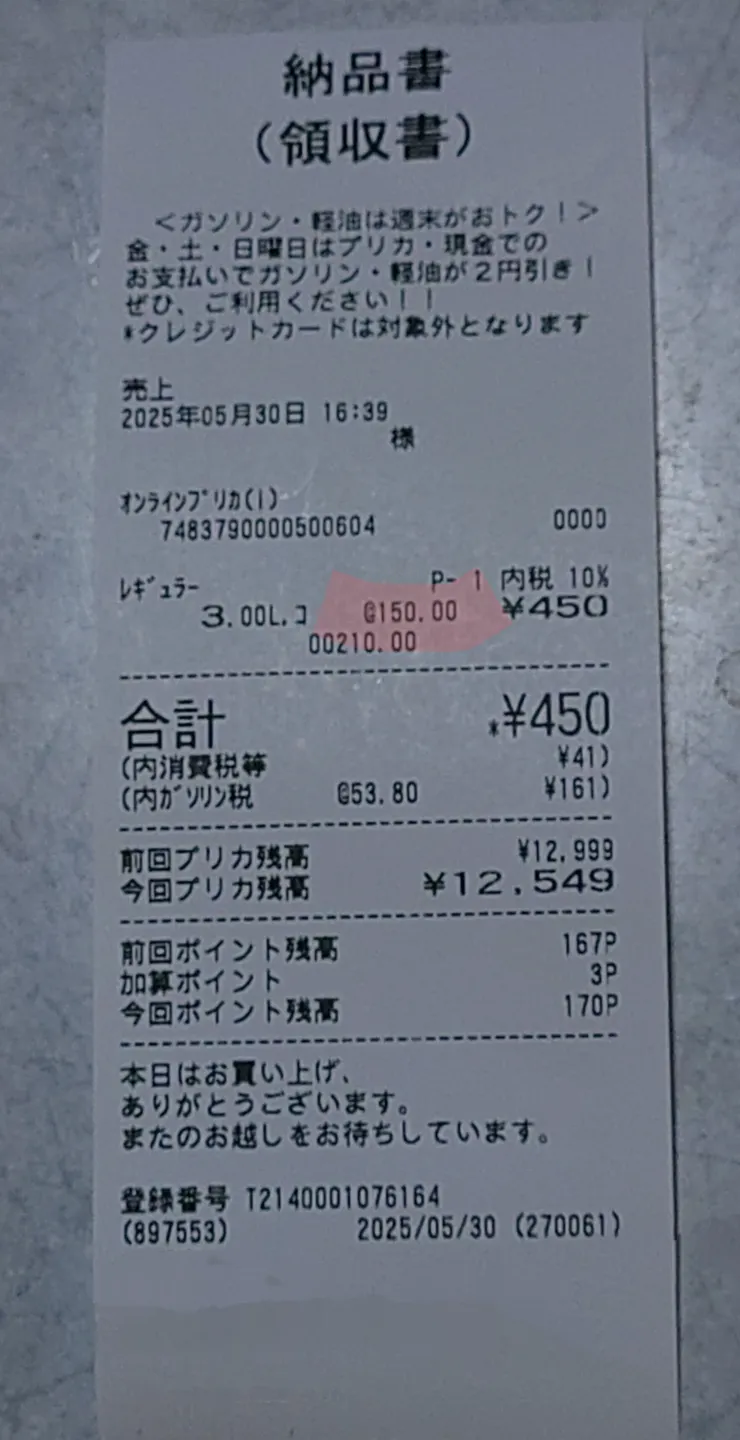 納品書
(領収書)
<ガソリン・軽油は週末がおトク!>
金・土・日曜日はプリカ・現金での
お支払いでガソリン・軽油が2円引き!
ぜひ、ご利用ください!!
*クレジットカードは対象外となります
売上
2025年05月30日 16:39
様
オンラインプリカ(I)
7483790000500604 0000
レギュラー P- 1 内税 10%
3.00L.コ @150.00 ¥450
00210.00
合計 *¥450
(内消費税等 ¥41)
(内ガソリン税 @53.80 ¥161)
前回プリカ残高 ¥12,999
今回プリカ残高 ¥12,549
前回ポイント残高 167P
加算ポイント 3P
今回ポイント残高 170P
本日はお買い上げ、
ありがとうございます。
またのお越しをお待ちしています。
登録番号 T2140001076164
(897553) 2025/05/30 (270061)